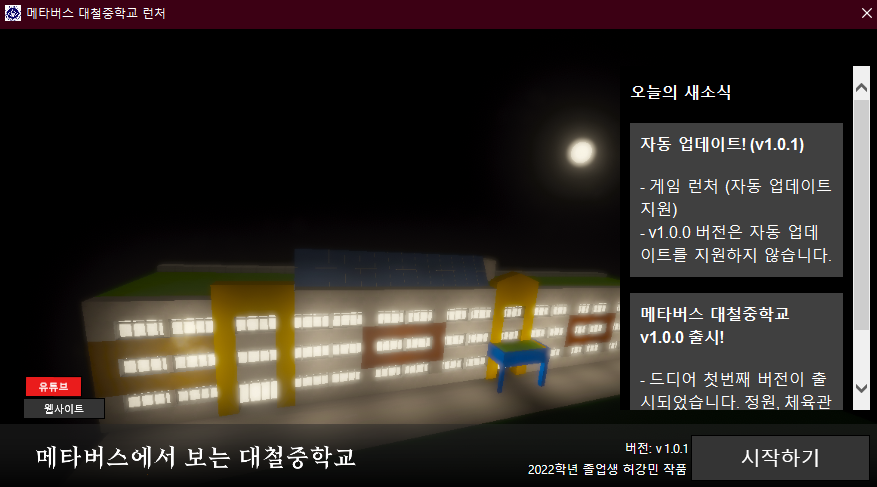 메타버스 대철중학교 런처
오늘의 새소식
자동 업데이트! (v1.0.1)
- 게임 런처 (자동 업데이트
지원)
- v1.0.0 버전은 자동 업데
이트를 지원하지 않습니다.
메타버스 대철중학교
v1.0.0 출시!
- 드디어 첫번째 버전이 출
시되었습니다. 정원, 체육관
유튜브
웹사이트
메타버스에서 보는 대철중학교
버전: v1.0.1
2022학년 졸업생 허강민 작품
시작하기